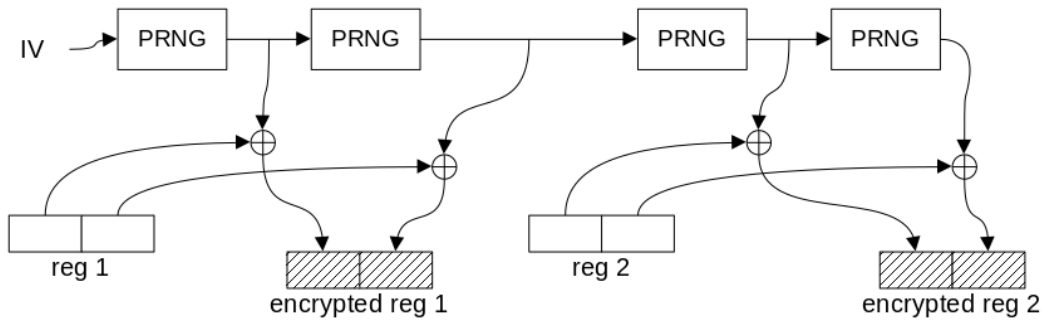 IV
PRNG
PRNG
PRNG
PRNG
reg 1
encrypted reg 1
reg 2
encrypted reg 2